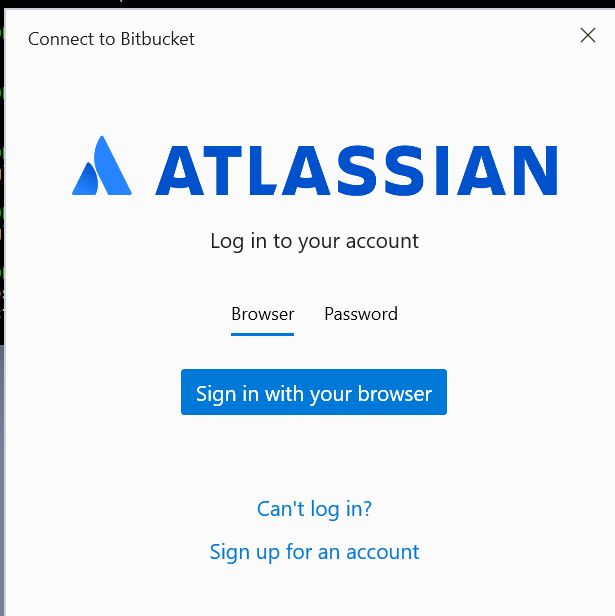 Connect to Bitbucket
ATLASSIAN
Log in to your account
Browser Password
Sign in with your browser
Can't log in?
Sign up for an account